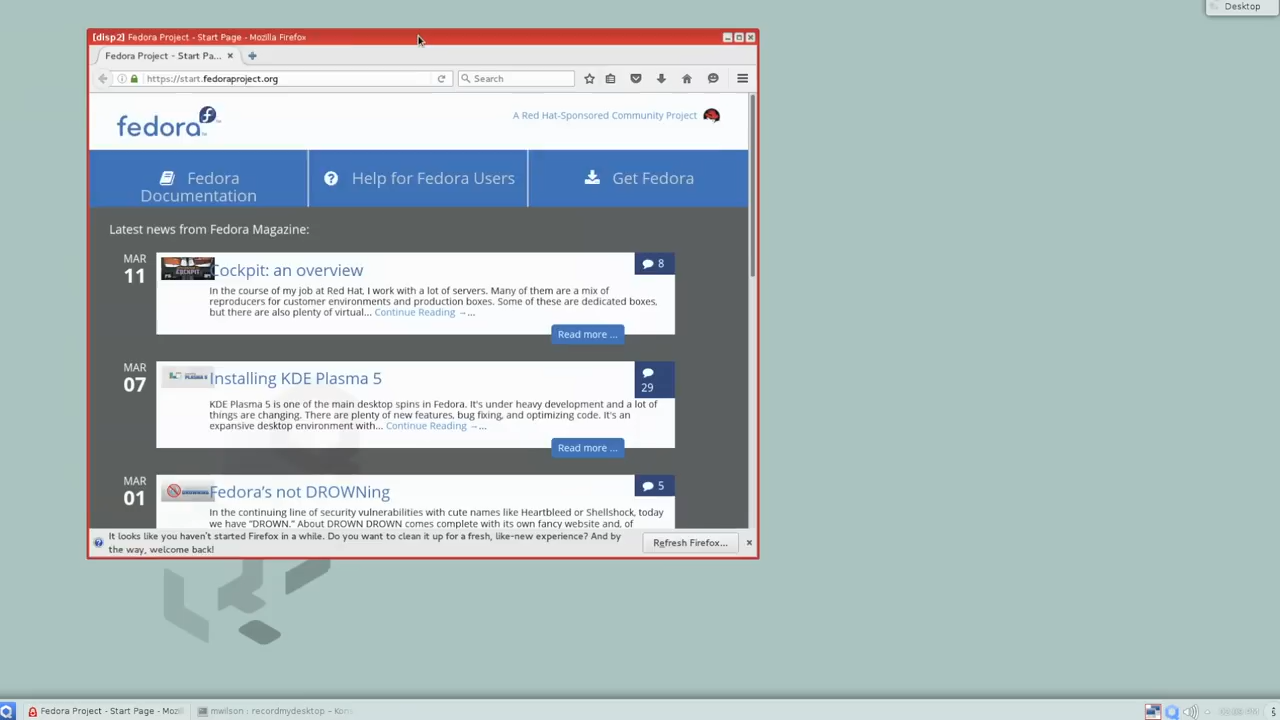 Desktop
[disp2] Fedora Project - Start Page - Mozilla Firefox
Fedora Project - Start Pa...
https://start.fedoraproject.org
Search
fedora
A Red Hat-Sponsored Community Project
Fedora
Documentation
Help for Fedora Users
Get Fedora
Latest news from Fedora Magazine:
MAR
11
COCKPIT
Cockpit: an overview
8
In the course of my job at Red Hat, I work with a lot of servers. Many of them are a mix of
reproducers for customer environments and production boxes. Some of these are dedicated boxes,
but there are also plenty of virtual... Continue Reading →...
Read more ...
MAR
07
PLASMA 5
Installing KDE Plasma 5
29
KDE Plasma 5 is one of the main desktop spins in Fedora. It's under heavy development and a lot of
things are changing. There are plenty of new features, bug fixing, and optimizing code. It's an
expansive desktop environment with... Continue Reading →...
Read more ...
MAR
01
DROWNING
Fedora's not DROWNing
5
In the continuing line of security vulnerabilities with cute names like Heartbleed or Shellshock, today
we have "DROWN." About DROWN DROWN comes complete with its own fancy website and, of
It looks like you haven't started Firefox in a while. Do you want to clean it up for a fresh, like-new experience? And by
the way, welcome back!
Refresh Firefox...
Fedora Project - Start Page - Mozil
mwilson : recordmydesktop – Kons